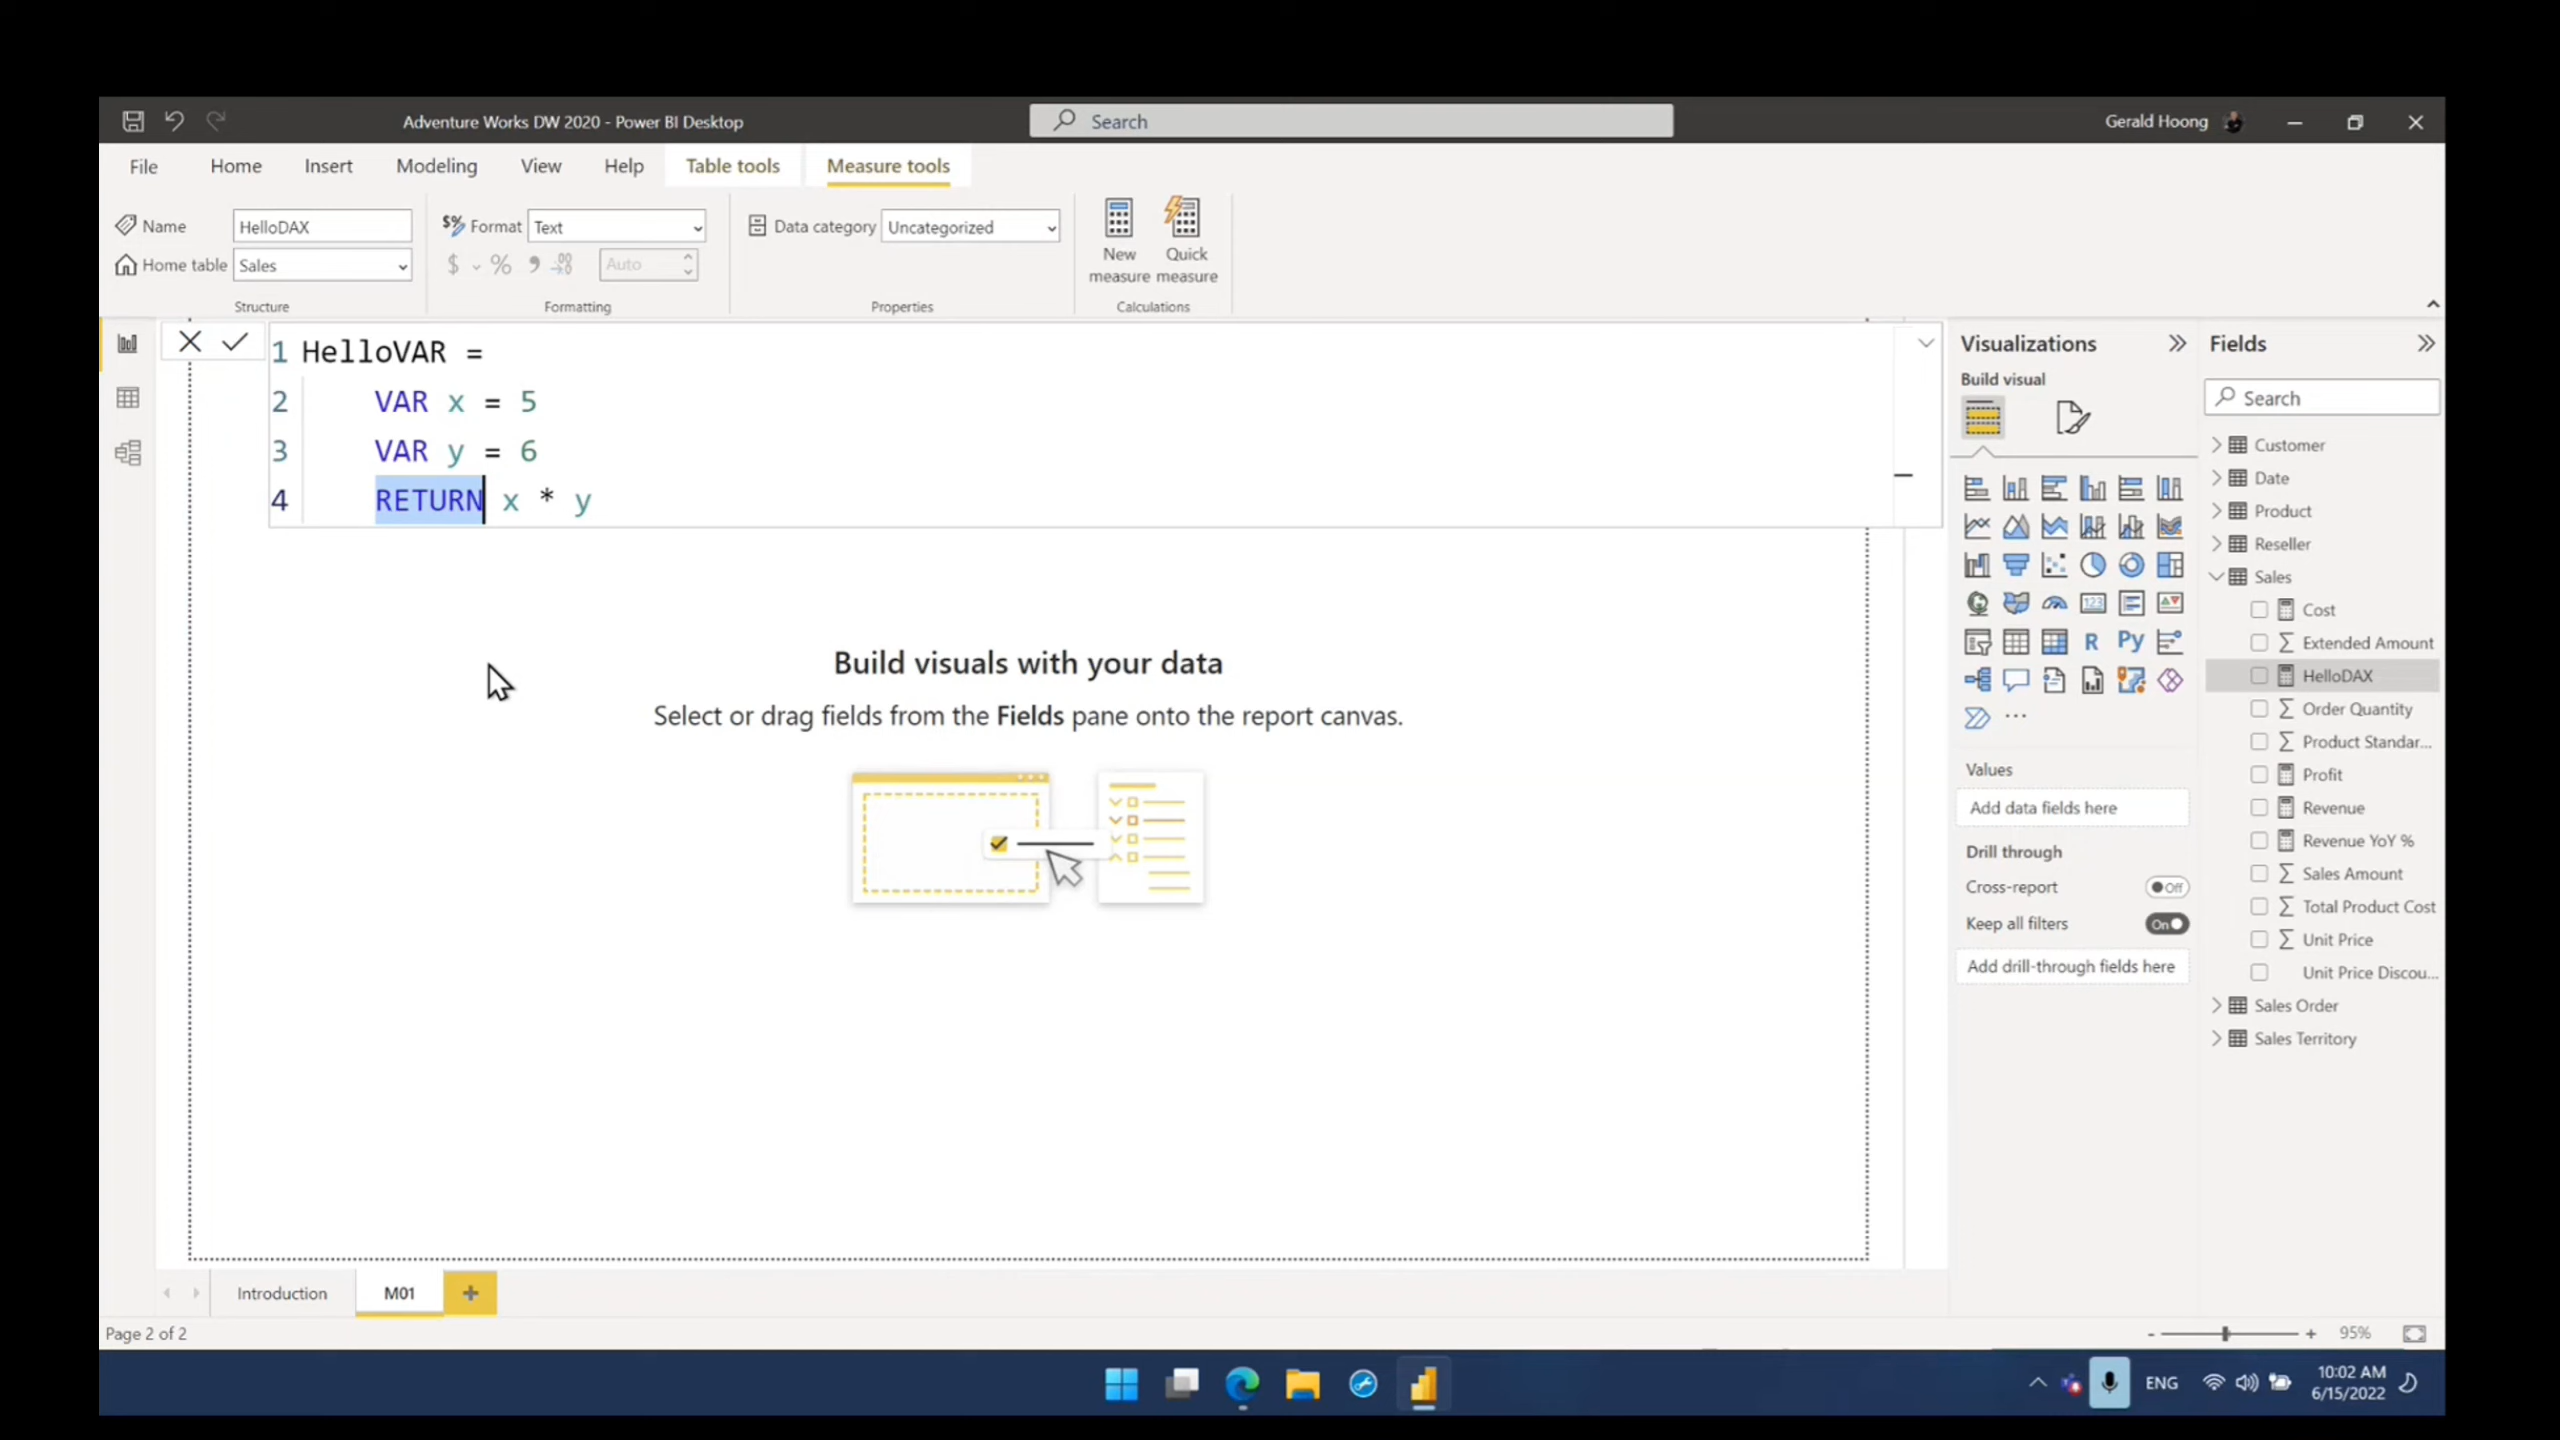 Adventure Works DW 2020 - Power BI Desktop
Search
Gerald Hoong
File
Home
Insert
Modeling
View
Help
Table tools
Measure tools
Name
HelloDAX
Format
Text
Data category
Uncategorized
New measure
Quick measure
Home table
Sales
$
%
Auto
Structure
Formatting
Properties
Calculations
1 HelloVAR =
2 VAR x = 5
3 VAR y = 6
4 RETURN x * y
Build visuals with your data
Select or drag fields from the Fields pane onto the report canvas.
Visualizations
Build visual
123
R
Py
...
Values
Add data fields here
Drill through
Cross-report
Off
Keep all filters
On
Add drill-through fields here
Fields
Search
Customer
Date
Product
Reseller
Sales
Cost
Extended Amount
HelloDAX
Order Quantity
Product Standar...
Profit
Revenue
Revenue YoY %
Sales Amount
Total Product Cost
Unit Price
Unit Price Discou...
Sales Order
Sales Territory
Introduction
M01
+
Page 2 of 2
- + 95%
ENG
10:02 AM
6/15/2022